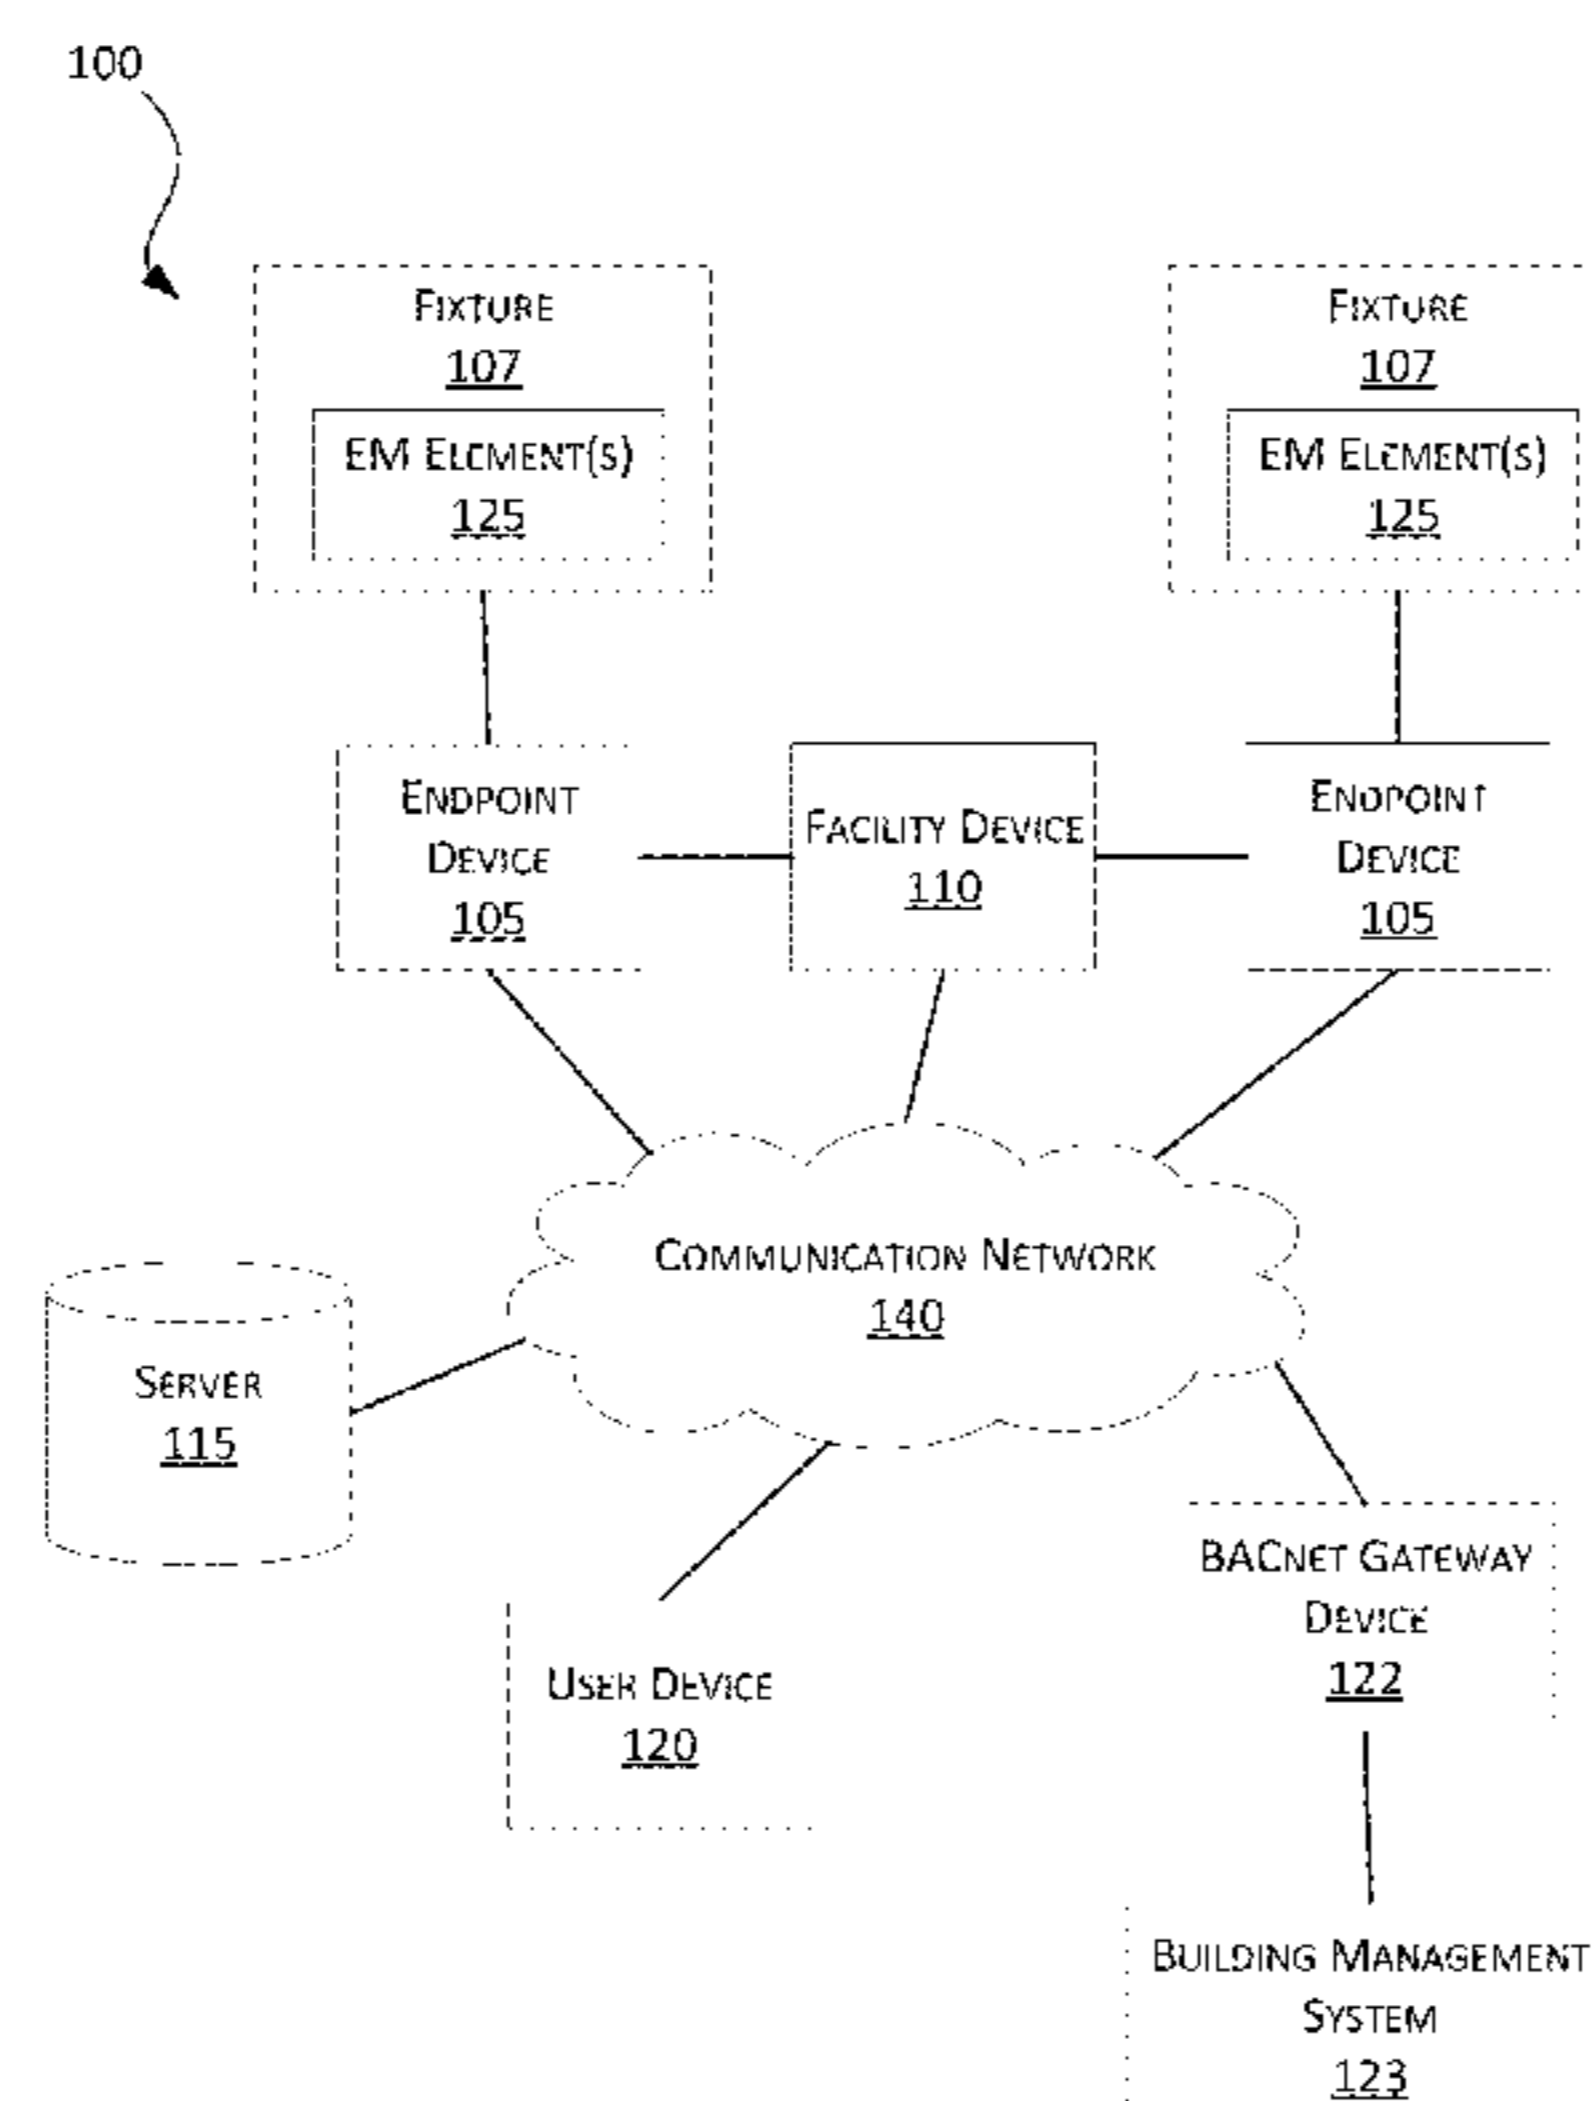 100
FIXTURE
107
EM ELEMENT(S)
125
FIXTURE
107
EM ELEMENT(S)
125
ENDPOINT
DEVICE
105
FACILITY DEVICE
110
ENDPOINT
DEVICE
105
COMMUNICATION NETWORK
140
SERVER
115
USER DEVICE
120
BACNET GATEWAY
DEVICE
122
BUILDING MANAGEMENT
SYSTEM
123